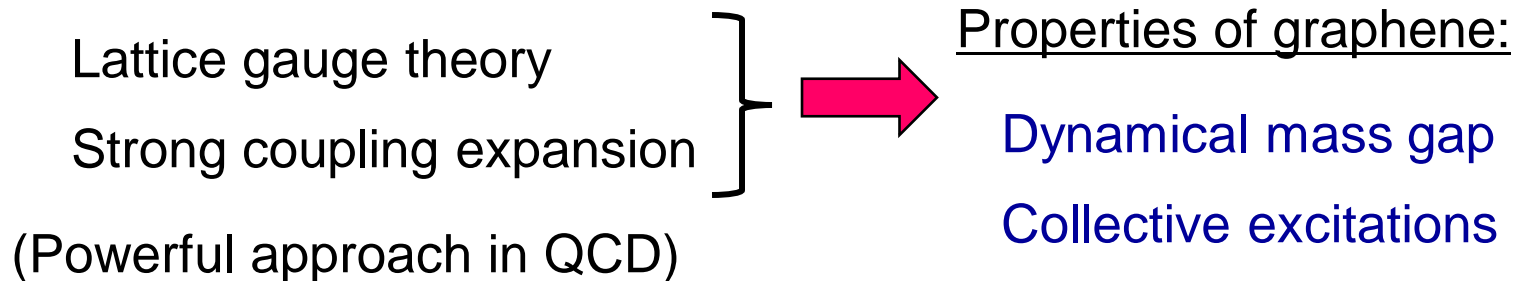 Lattice gauge theory
Strong coupling expansion
(Powerful approach in QCD)
Properties of graphene:
Dynamical mass gap
Collective excitations